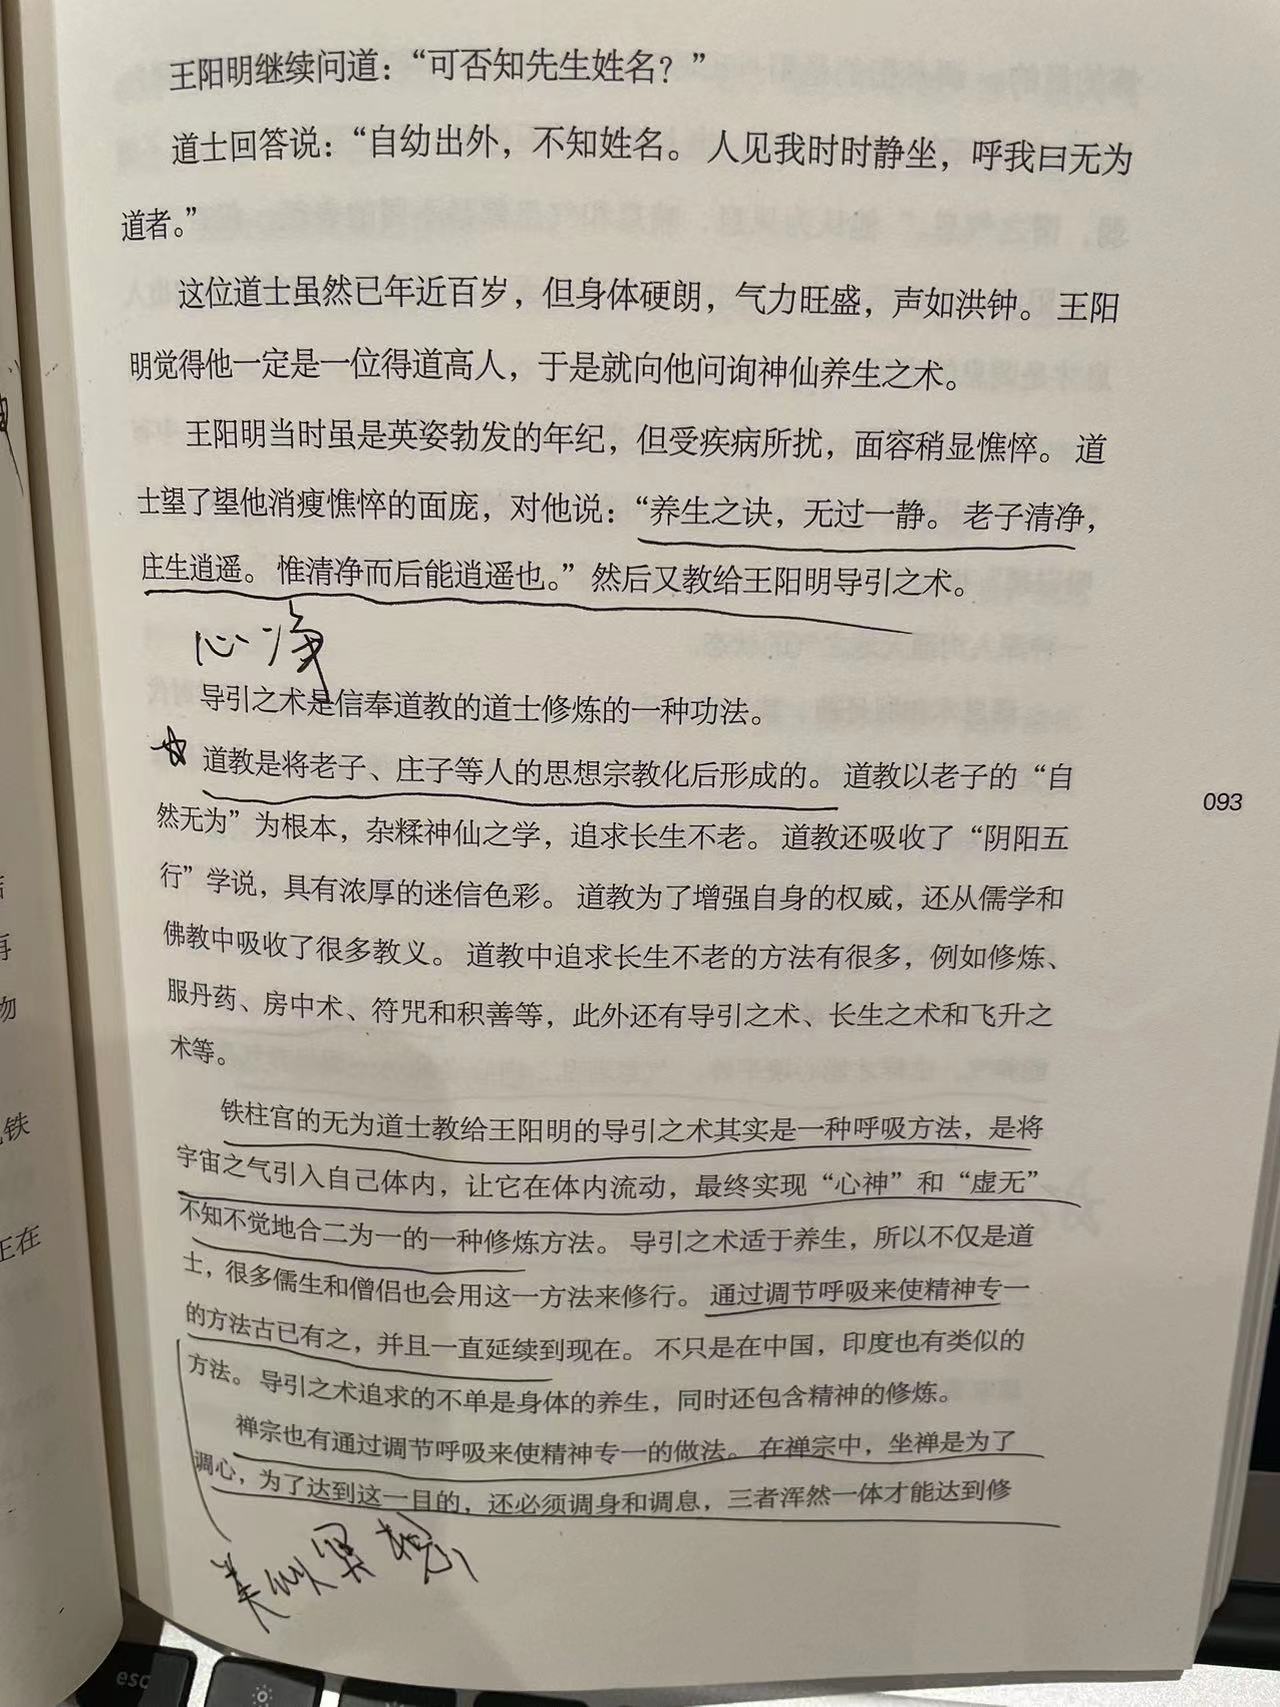 王阳明继续问道：“可否知先生姓名？”
道士回答说：“自幼出外，不知姓名。人见我时时静坐，呼我曰无为
道者。”
这位道士虽然已年近百岁，但身体硬朗，气力旺盛，声如洪钟。王阳
明觉得他一定是一位得道高人，于是就向他问询神仙养生之术。
王阳明当时虽是英姿勃发的年纪，但受疾病所扰，面容稍显憔悴。道
士望了望他消瘦憔悴的面庞，对他说：“养生之诀，无过一静。老子清净，
庄生逍遥。惟清净而后能逍遥也。”然后又教给王阳明导引之术。
心净
导引之术是信奉道教的道士修炼的一种功法。
道教是将老子、庄子等人的思想宗教化后形成的。道教以老子的“自
然无为”为根本，杂糅神仙之学，追求长生不老。道教还吸收了“阴阳五
行”学说，具有浓厚的迷信色彩。道教为了增强自身的权威，还从儒学和
佛教中吸收了很多教义。道教中追求长生不老的方法有很多，例如修炼、
服丹药、房中术、符咒和积善等，此外还有导引之术、长生之术和飞升之
术等。
铁柱宫的无为道士教给王阳明的导引之术其实是一种呼吸方法，是将
宇宙之气引入自己体内，让它在体内流动，最终实现“心神”和“虚无”
不知不觉地合二为一的一种修炼方法。导引之术适于养生，所以不仅是道
士，很多儒生和僧侣也会用这一方法来修行。通过调节呼吸来使精神专一
的方法古已有之，并且一直延续到现在。不只是在中国，印度也有类似的
方法。导引之术追求的不单是身体的养生，同时还包含精神的修炼。
禅宗也有通过调节呼吸来使精神专一的做法。在禅宗中，坐禅是为了
调心，为了达到这一目的，还必须调身和调息，三者浑然一体才能达到修
类似冥想
093
物
铁
正在
esc